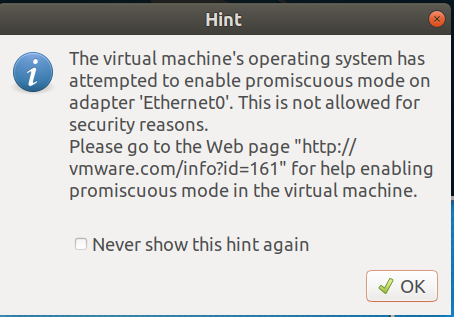 Hint
The virtual machine's operating system has
attempted to enable promiscuous mode on
adapter 'Ethernet0'. This is not allowed for
security reasons.
Please go to the Web page "http://
vmware.com/info?id=161" for help enabling
promiscuous mode in the virtual machine.
Never show this hint again
OK